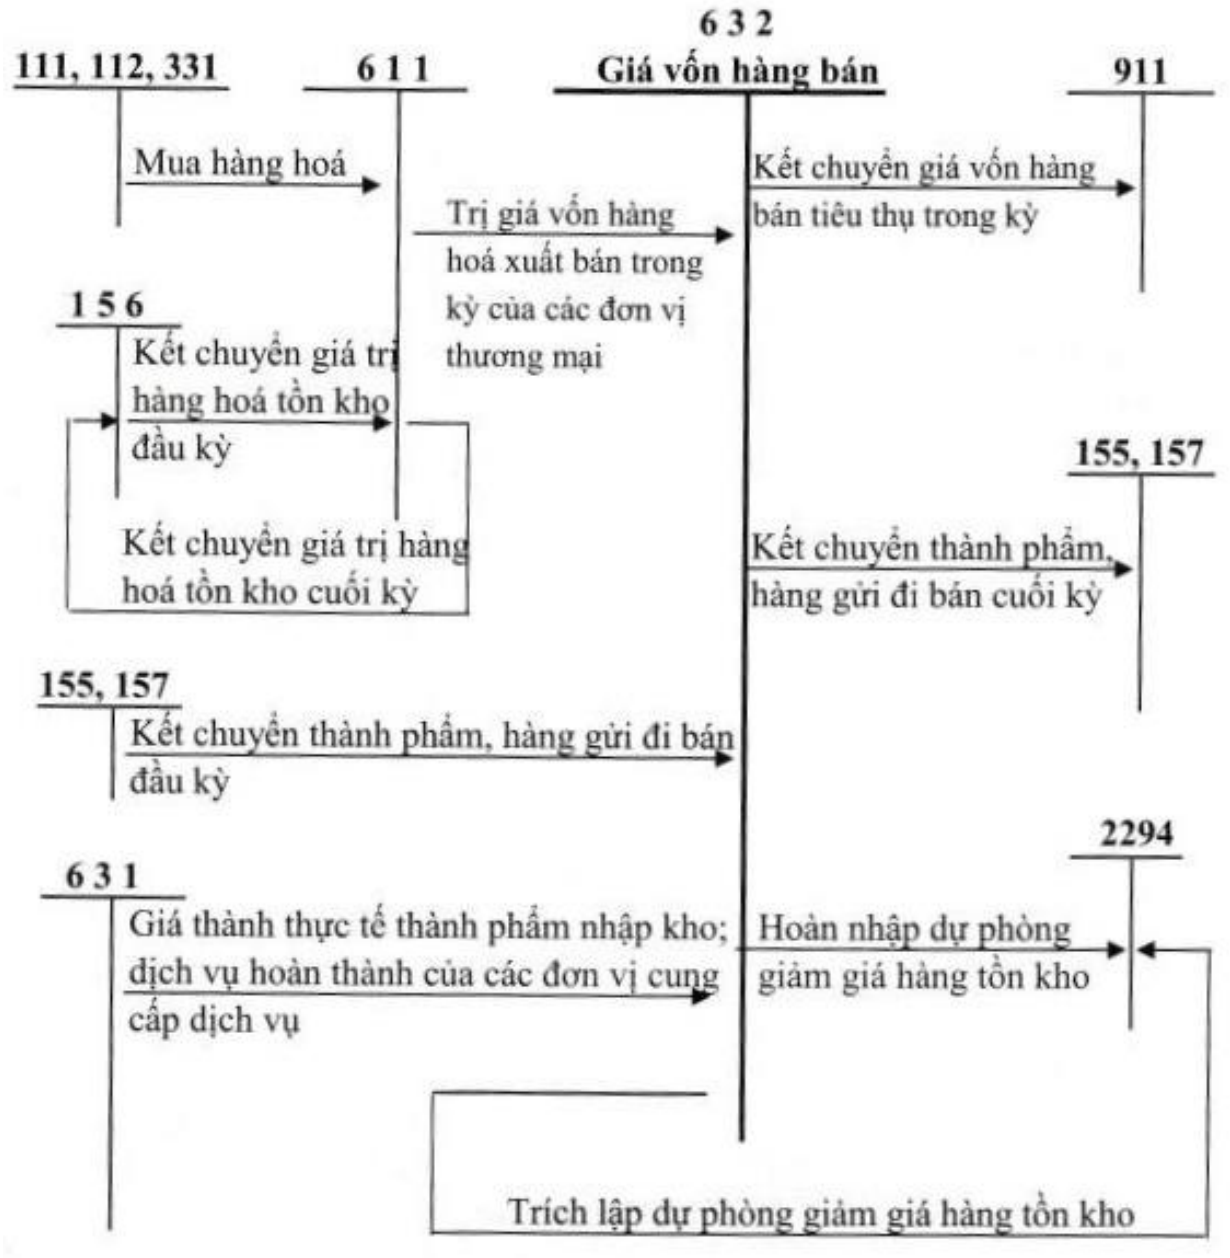 6 3 2
111, 112, 331
6 1 1
Giá vốn hàng bán
911
Mua hàng hoá
Kết chuyển giá vốn hàng
bán tiêu thụ trong kỳ
Trị giá vốn hàng
hoá xuất bán trong
kỳ của các đơn vị
thương mại
1 5 6
Kết chuyển giá trị
hàng hoá tồn kho
đầu kỳ
Kết chuyển giá trị hàng
hoá tồn kho cuối kỳ
155, 157
Kết chuyển thành phẩm,
hàng gửi đi bán cuối kỳ
155, 157
Kết chuyển thành phẩm, hàng gửi đi bán
đầu kỳ
2294
6 3 1
Giá thành thực tế thành phẩm nhập kho;
dịch vụ hoàn thành của các đơn vị cung
cấp dịch vụ
Hoàn nhập dự phòng
giảm giá hàng tồn kho
Trích lập dự phòng giảm giá hàng tồn kho